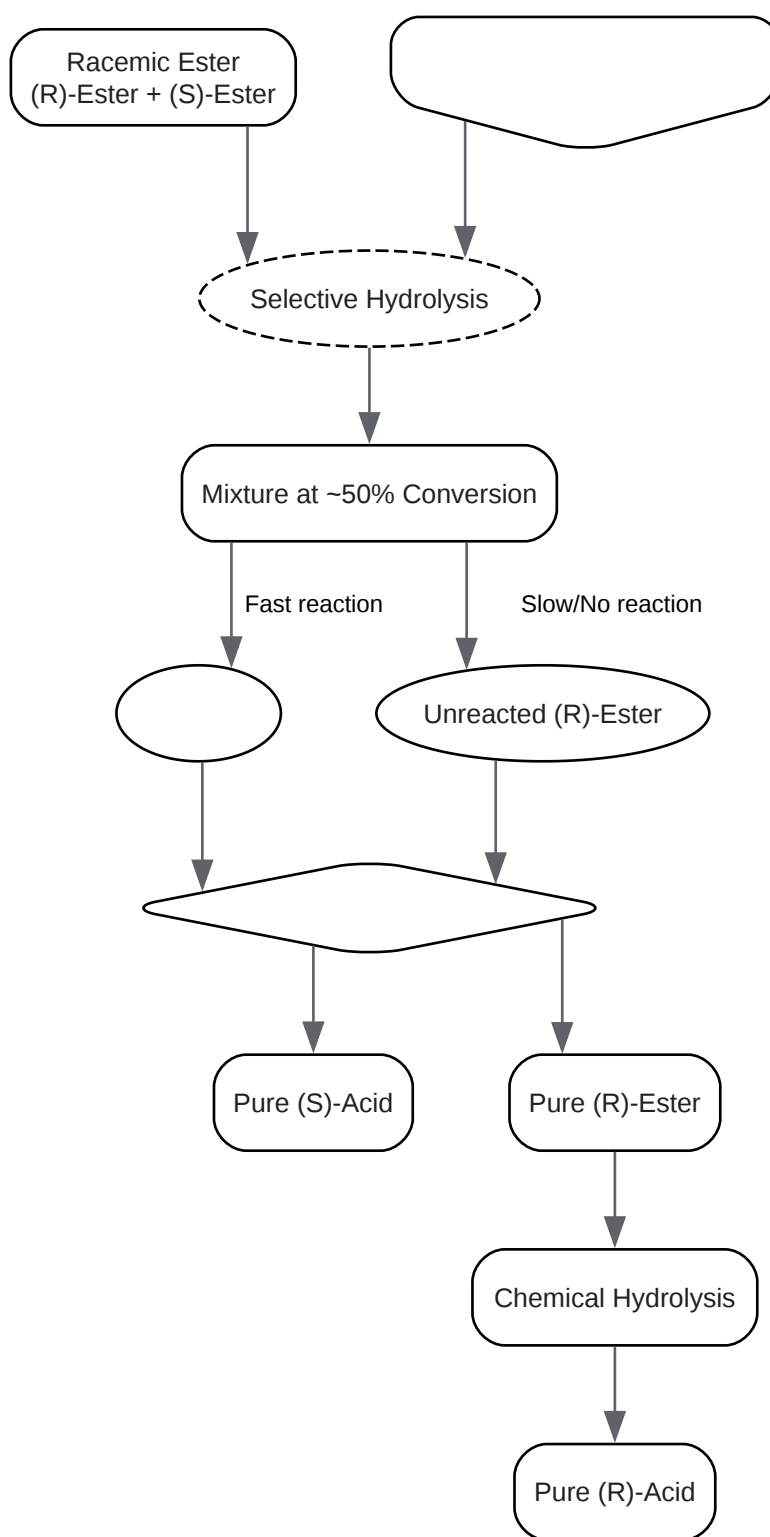 Racemic Ester
(R)-Ester + (S)-Ester
Selective Hydrolysis
Mixture at ~50% Conversion
Fast reaction
Slow/No reaction
Unreacted (R)-Ester
Pure (S)-Acid
Pure (R)-Ester
Chemical Hydrolysis
Pure (R)-Acid